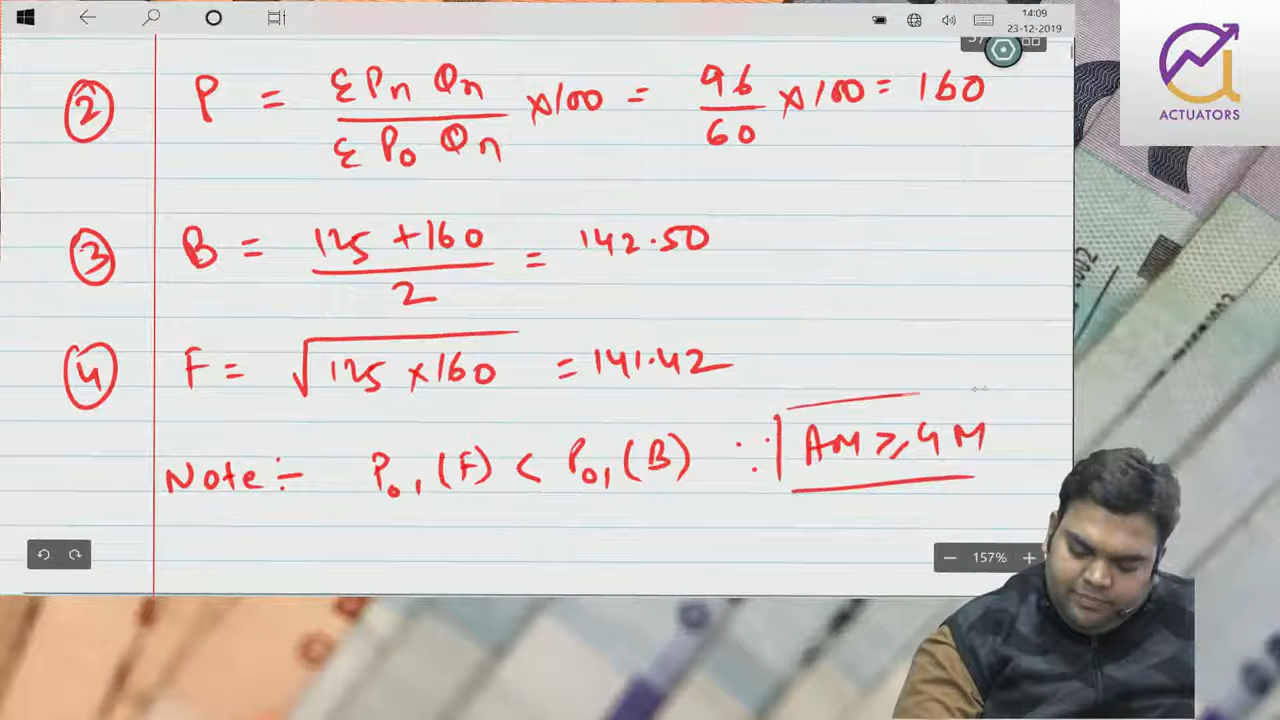 14:09
23-12-2019
ACTUATORS
② P = ΣPn Qn / ΣP0 Qn ×100 = 96/60 ×100 = 160
③ B = 125 + 160 / 2 = 142.50
④ F = √125 × 160 = 141.42
Note :- P01 (F) < P01 (B) ∵ AM ≥ GM
157%